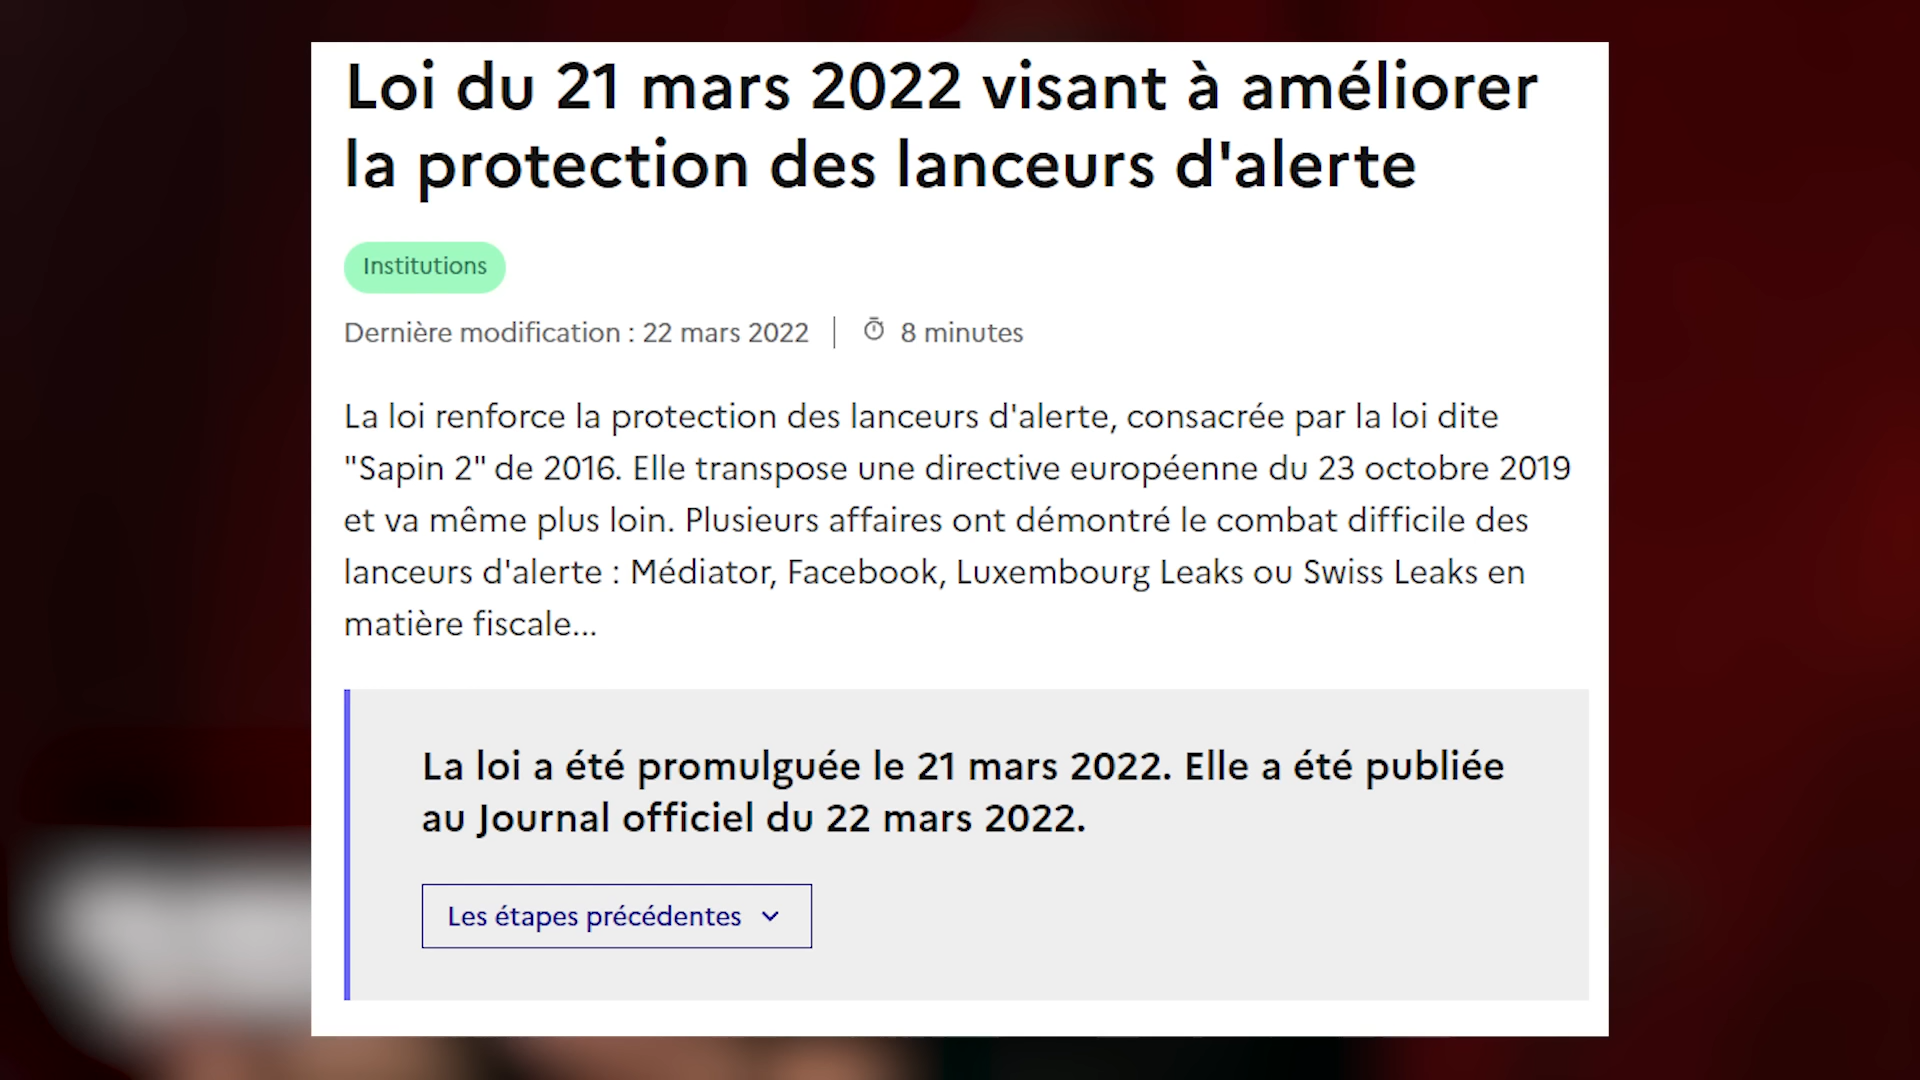 Loi du 21 mars 2022 visant à améliorer
la protection des lanceurs d'alerte
Institutions
Dernière modification : 22 mars 2022 | 8 minutes
La loi renforce la protection des lanceurs d'alerte, consacrée par la loi dite
"Sapin 2" de 2016. Elle transpose une directive européenne du 23 octobre 2019
et va même plus loin. Plusieurs affaires ont démontré le combat difficile des
lanceurs d'alerte : Médiator, Facebook, Luxembourg Leaks ou Swiss Leaks en
matière fiscale...
La loi a été promulguée le 21 mars 2022. Elle a été publiée
au Journal officiel du 22 mars 2022.
Les étapes précédentes